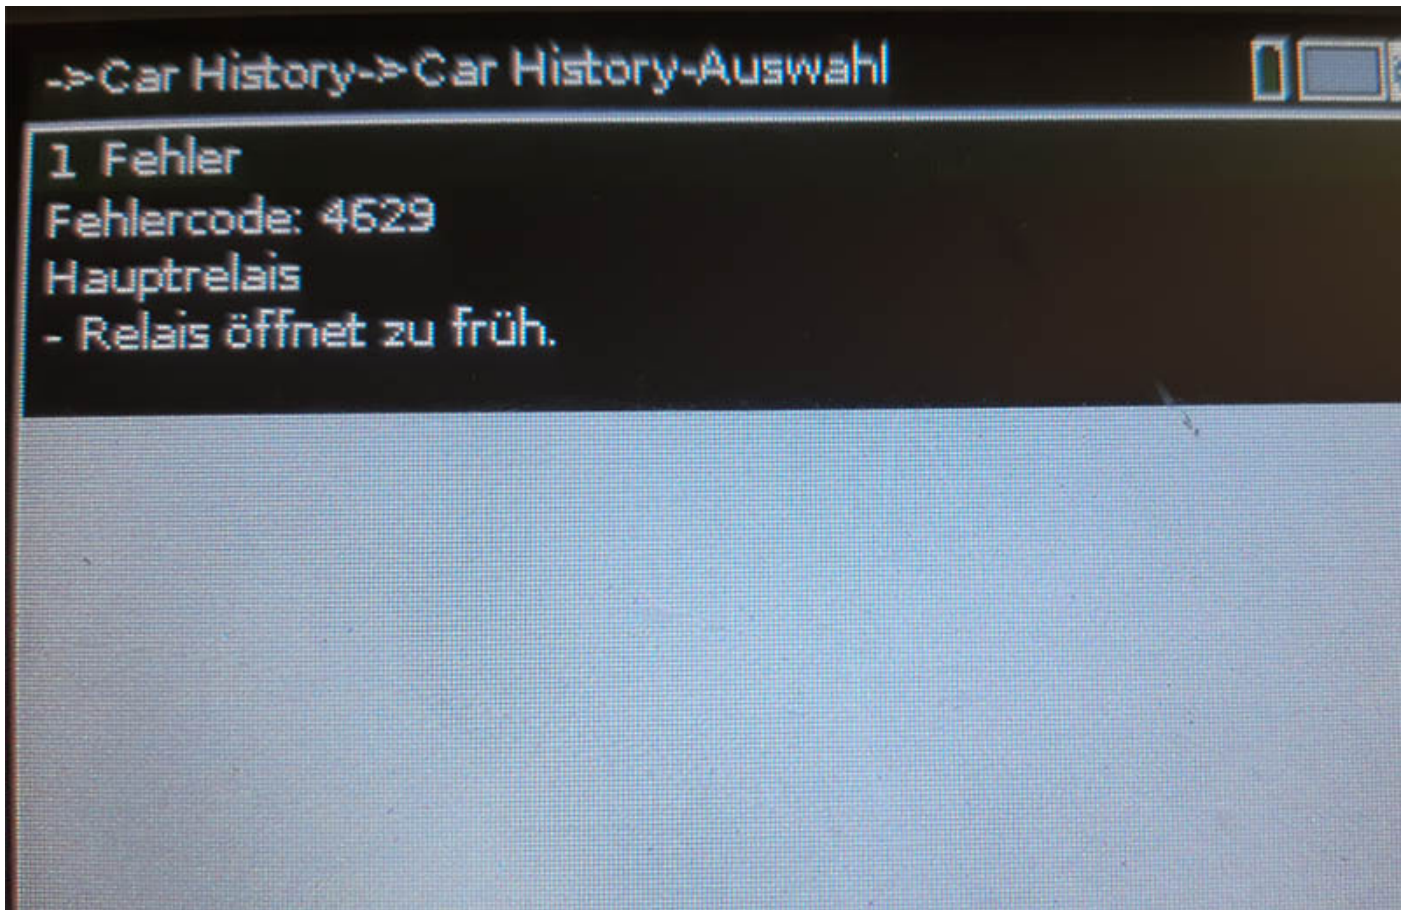 ->Car History->Car History-Auswahl
1 Fehler
Fehlercode: 4629
Hauptrelais
- Relais öffnet zu früh.